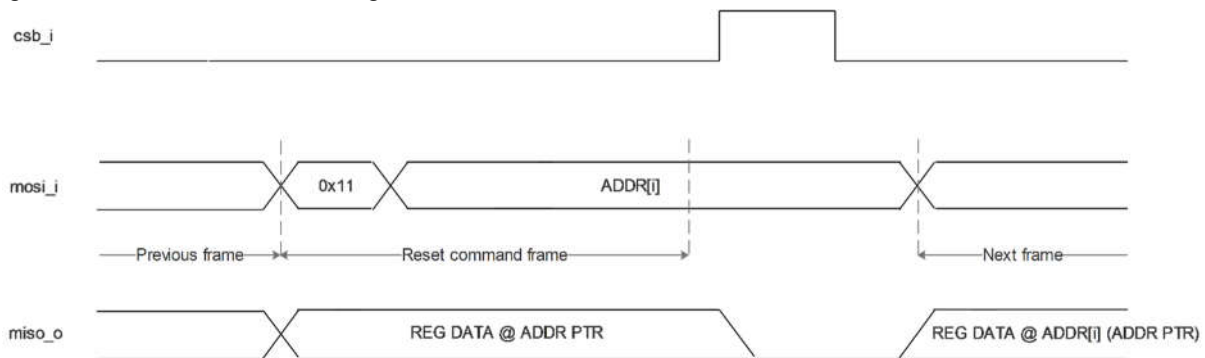 csb_i
mosi_i
0x11
ADDR[i]
Previous frame
Reset command frame
Next frame
miso_o
REG DATA @ ADDR PTR
REG DATA @ ADDR[i] (ADDR PTR)